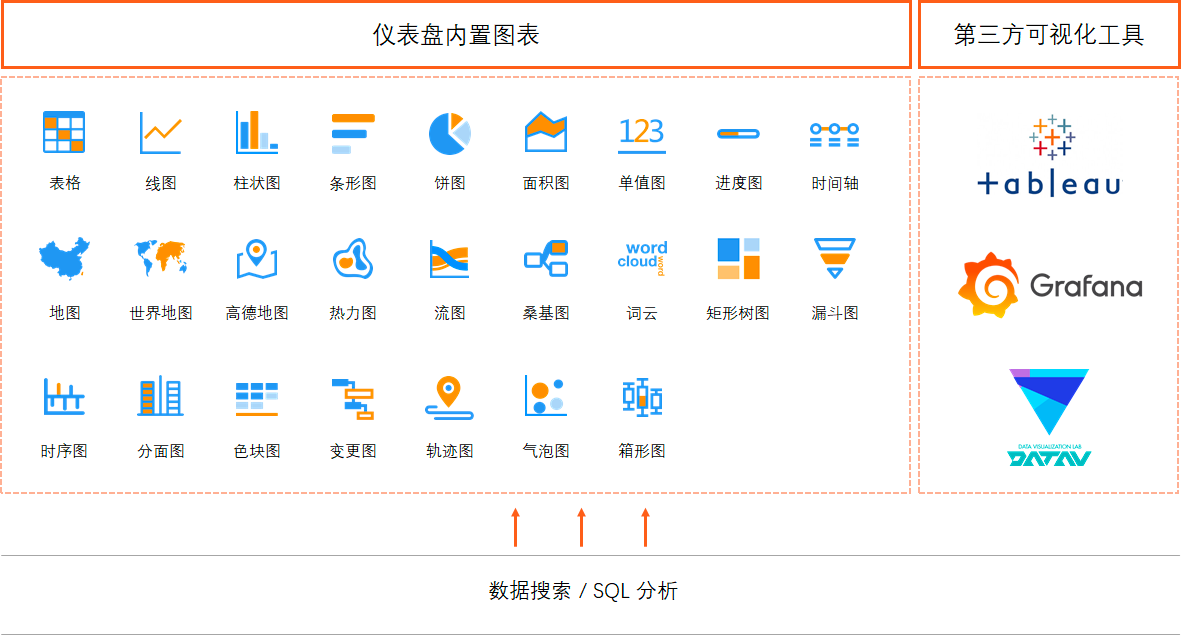 仪表盘内置图表
第三方可视化工具
123
表格
线图
柱状图
条形图
饼图
面积图
单值图
进度图
时间轴
word
cloud
word
地图
世界地图
高德地图
热力图
流图
桑基图
词云
矩形树图
漏斗图
时序图
分面图
色块图
变更图
轨迹图
气泡图
箱形图
+ableau
Grafana
DATA VISUALIZATION LAB
DATAV
数据搜索 / SQL 分析